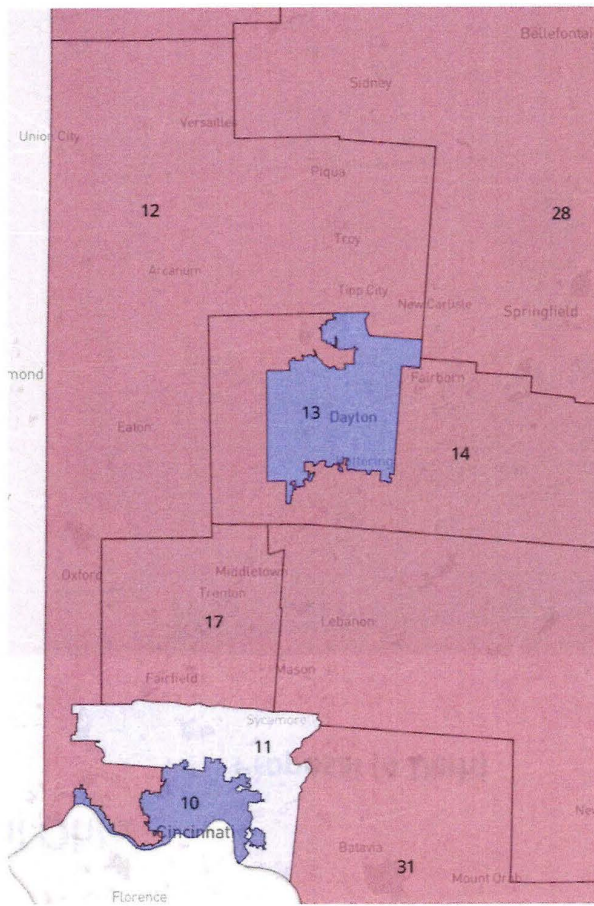 Bellefontai
Sidney
Versailles
Union City
Piqua
12
28
Troy
Arcanum
Tipp City
New Carlisle
Springfield
mond
Fairborn
13
Dayton
Eaton
14
Kettering
Oxford
Middletown
Trenton
17
Lebanon
Fairfield
Mason
Sycamore
11
10
Cincinnati
Ne
Batavia
31
Mount Orab
Florence